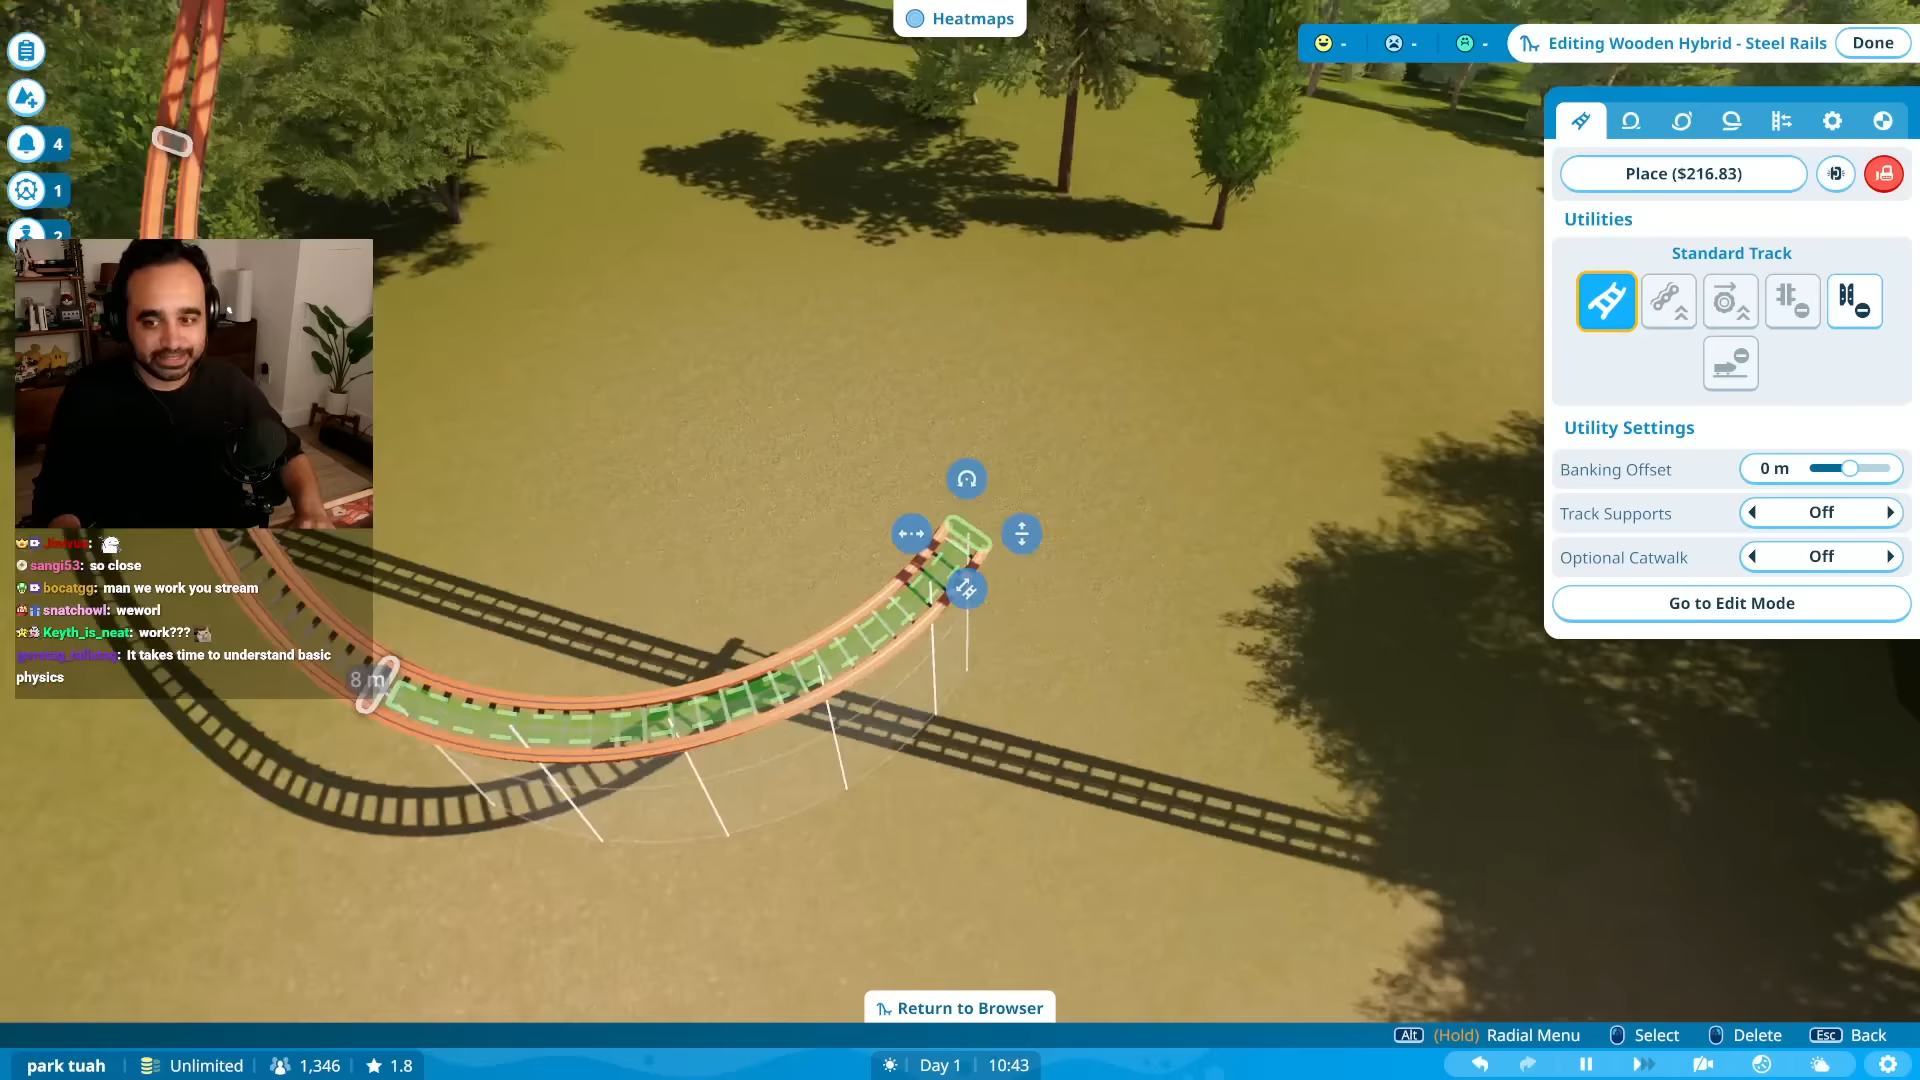 Heatmaps
-
-
-
Editing Wooden Hybrid - Steel Rails
Done
4
1
2
Place ($216.83)
Utilities
Standard Track
Utility Settings
Banking Offset
0 m
Track Supports
Off
Optional Catwalk
Off
Go to Edit Mode
sangi53: so close
bocatgg: man we work you stream
snatchowl: weworl
Keyth_is_neat: work???
: It takes time to understand basic
physics
8 m
Return to Browser
Alt (Hold) Radial Menu
Select
Delete
Esc Back
park tuah
Unlimited
1,346
1.8
Day 1
10:43